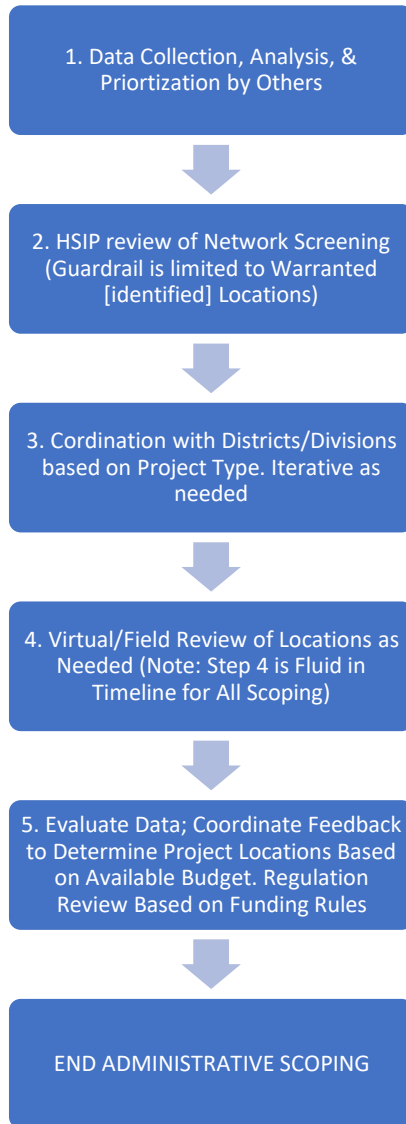 1. Data Collection, Analysis, &
Priortization by Others
2. HSIP review of Network Screening
(Guardrail is limited to Warranted
[identified] Locations)
3. Cordination with Districts/Divisions
based on Project Type. Iterative as
needed
4. Virtual/Field Review of Locations as
Needed (Note: Step 4 is Fluid in
Timeline for All Scoping)
5. Evaluate Data; Coordinate Feedback
to Determine Project Locations Based
on Available Budget. Regulation
Review Based on Funding Rules
END ADMINISTRATIVE SCOPING